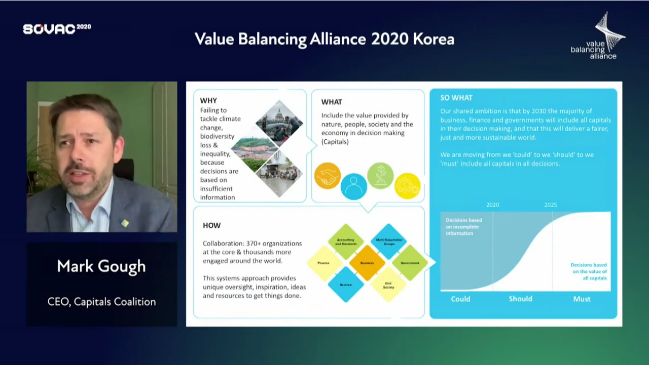 SOVAC 2020
Value Balancing Alliance 2020 Korea
value
balancing
alliance
WHY
Failing to
tackle climate
change,
biodiversity
loss &
inequality,
because
decisions are
based on
insufficient
information
WHAT
Include the value provided by
nature, people, society and the
economy in decision making
(Capitals)
SO WHAT
Our shared ambition is that by 2030 the majority of
business, finance and governments will include all capitals
in their decision making, and that this will deliver a fairer,
just and more sustainable world.
We are moving from we 'could' to we 'should' to we
'must' include all capitals in all decisions.
HOW
Collaboration: 370+ organizations
at the core & thousands more
engaged around the world.
This systems approach provides
unique oversight, inspiration, ideas
and resources to get things done.
Finance
Business
Government
Civil
Society
2020
2025
Decisions based
on incomplete
information
Decisions based
on the value of
all capitals
Could
Should
Must
Mark Gough
CEO, Capitals Coalition